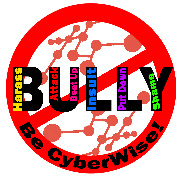 BULLY
Harass
Attack
Beat Up
Insult
Put Down
Shame
Be CyberWise!